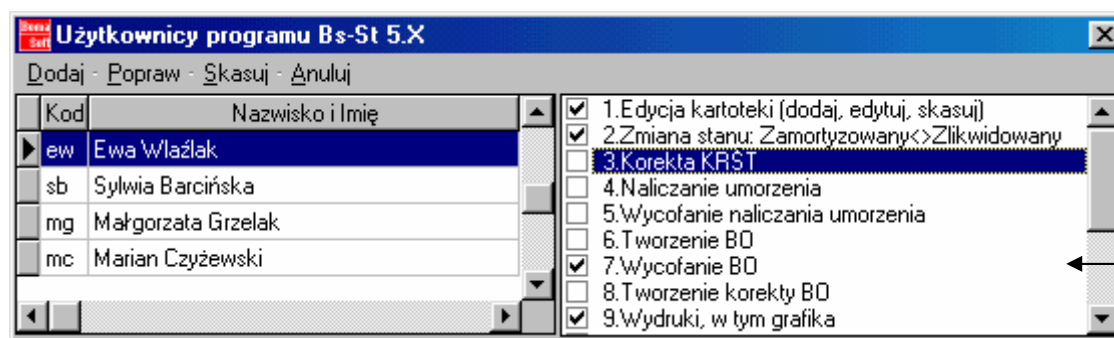 Boma Soft Użytkownicy programu Bs-St 5.X
Dodaj - Popraw - Skasuj - Anuluj
Kod Nazwisko i Imię
ew Ewa Wlaźlak
sb Sylwia Barcińska
mg Małgorzata Grzelak
mc Marian Czyżewski
1.Edycja kartoteki (dodaj, edytuj, skasuj)
2.Zmiana stanu: Zamortyzowany<>Zlikwidowany
3.Korekta KRŚT
4.Naliczanie umorzenia
5.Wycofanie naliczania umorzenia
6.Tworzenie BO
7.Wycofanie BO
8.Tworzenie korekty BO
9.Wydruki, w tym grafika